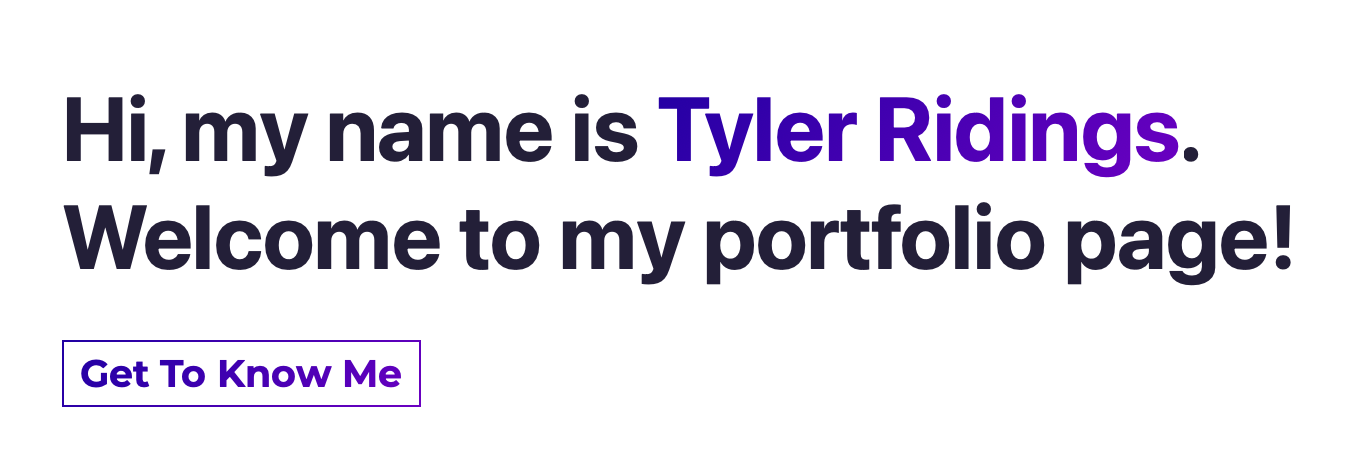 Hi, my name is Tyler Ridings.
Welcome to my portfolio page!
Get To Know Me